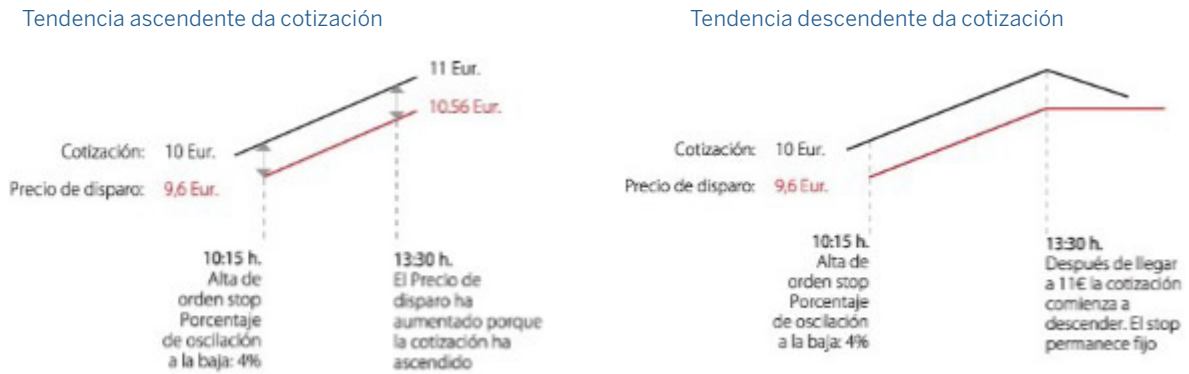 Tendencia ascendente da cotización
11 Eur.
10.56 Eur.
Cotización: 10 Eur.
Precio de disparo: 9,6 Eur.
10:15 h.
Alta de
orden stop
Porcentaje
de oscilación
a la baja: 4%
13:30 h.
El Precio de
disparo ha
aumentado porque
la cotización ha
ascendido
Tendencia descendente da cotización
Cotización: 10 Eur.
Precio de disparo: 9,6 Eur.
10:15 h.
Alta de
orden stop
Porcentaje
de oscilación
a la baja: 4%
13:30 h.
Después de llegar
a 11€ la cotización
comienza a
descender. El stop
permanece fijo